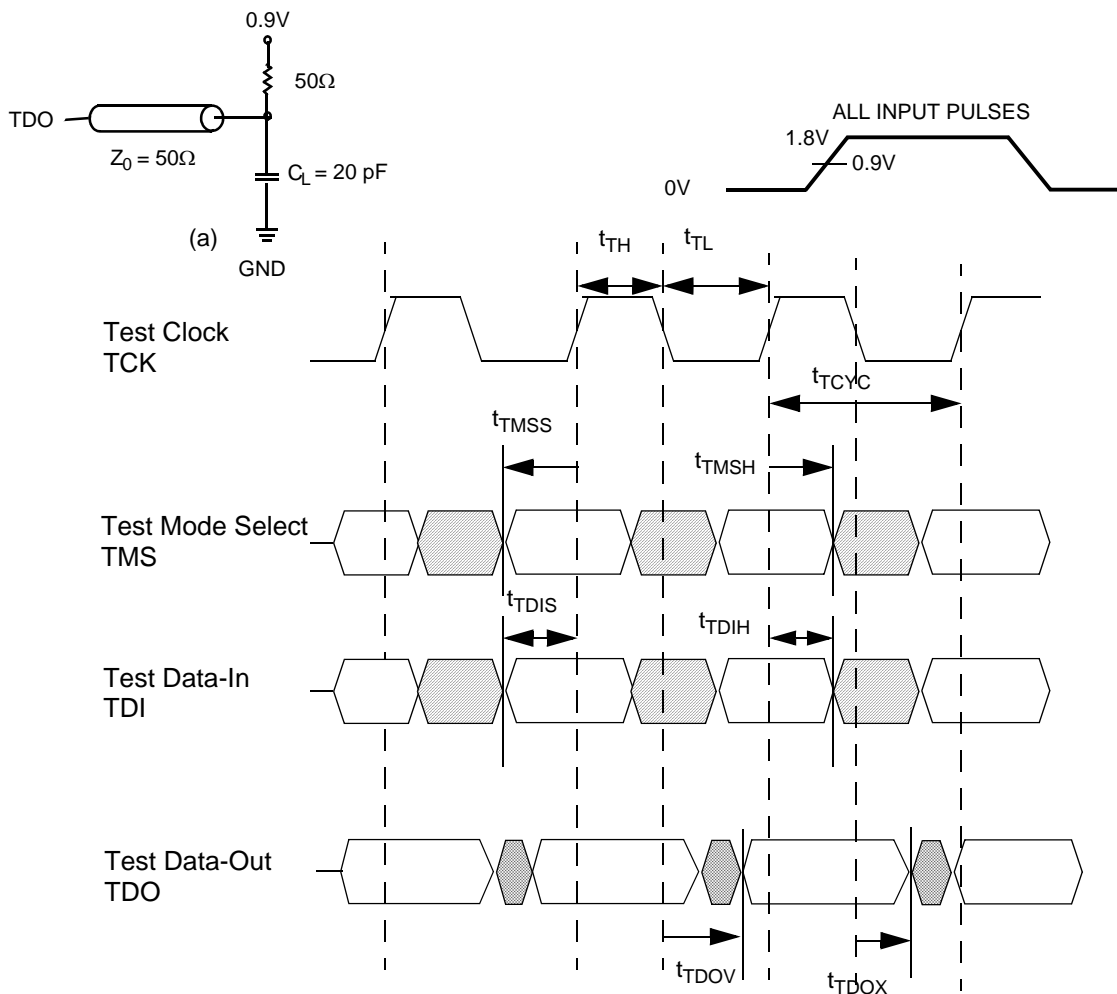 0.9V
50Ω
TDO
Z0 = 50Ω
CL = 20 pF
(a)
GND
ALL INPUT PULSES
1.8V
0.9V
0V
tTH
tTL
Test Clock
TCK
tTCYC
tTMSS
tTMSH
Test Mode Select
TMS
tTDIS
tTDIH
Test Data-In
TDI
Test Data-Out
TDO
tTDOV
tTDOX